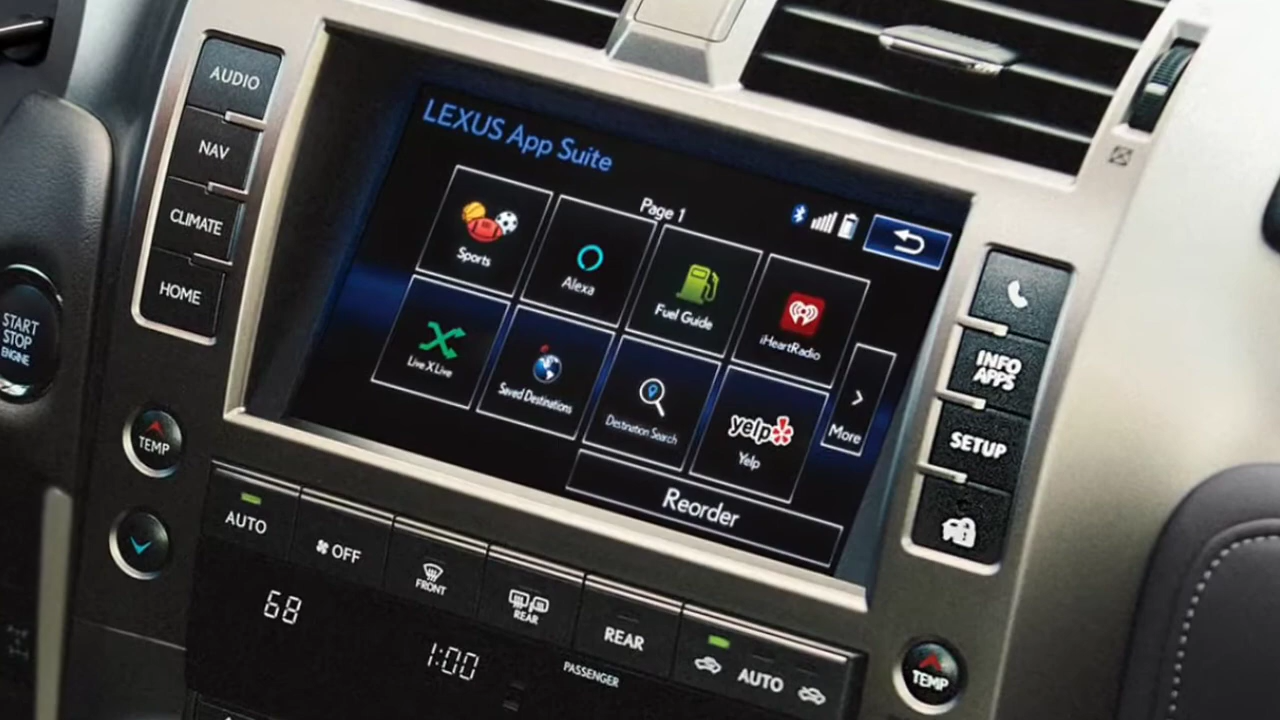 AUDIO
NAV
CLIMATE
HOME
START
STOP
ENGINE
TEMP
LEXUS App Suite
Page 1
Sports
Alexa
Fuel Guide
iHeartRadio
LiveXLive
Saved Destinations
Destination Search
yelp
Yelp
More
Reorder
INFO
APPS
SETUP
AUTO
OFF
FRONT
REAR
REAR
AUTO
TEMP
68
1:00
PASSENGER